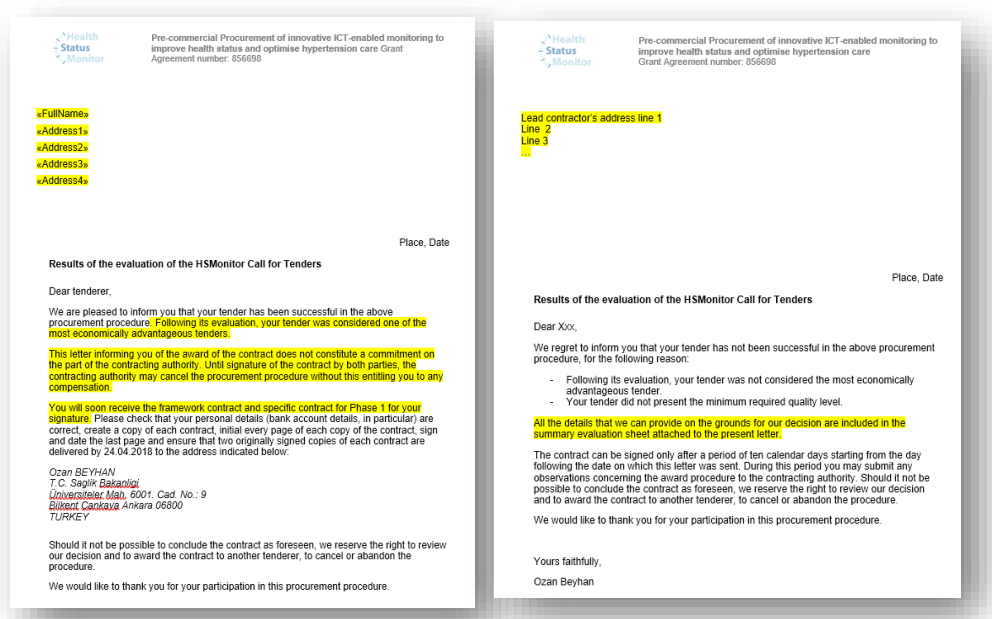 Health
Status
Monitor
Pre-commercial Procurement of innovative ICT-enabled monitoring to
improve health status and optimise hypertension care Grant
Agreement number: 856698
«FullName»
«Address1»
«Address2»
«Address3»
«Address4»
Place, Date
Results of the evaluation of the HSMonitor Call for Tenders
Dear tenderer,
We are pleased to inform you that your tender has been successful in the above
procurement procedure. Following its evaluation, your tender was considered one of the
most economically advantageous tenders.
This letter informing you of the award of the contract does not constitute a commitment on
the part of the contracting authority. Until signature of the contract by both parties, the
contracting authority may cancel the procurement procedure without this entitling you to any
compensation.
You will soon receive the framework contract and specific contract for Phase 1 for your
signature. Please check that your personal details (bank account details, in particular) are
correct, create a copy of each contract, initial every page of each copy of the contract, sign
and date the last page and ensure that two originally signed copies of each contract are
delivered by 24.04.2018 to the address indicated below:
Ozan BEYHAN
T.C. Saglik Bakanligi
Üniversiteler Mah. 6001. Cad. No.: 9
Bilkent Cankaya Ankara 06800
TURKEY
Should it not be possible to conclude the contract as foreseen, we reserve the right to review
our decision and to award the contract to another tenderer, to cancel or abandon the
procedure.
We would like to thank you for your participation in this procurement procedure.
Health
Status
Monitor
Pre-commercial Procurement of innovative ICT-enabled monitoring to
improve health status and optimise hypertension care
Grant Agreement number: 856698
Lead contractor's address line 1
Line 2
Line 3
...
Place, Date
Results of the evaluation of the HSMonitor Call for Tenders
Dear Xxx,
We regret to inform you that your tender has not been successful in the above procurement
procedure, for the following reason:
- Following its evaluation, your tender was not considered the most economically
advantageous tender.
- Your tender did not present the minimum required quality level.
All the details that we can provide on the grounds for our decision are included in the
summary evaluation sheet attached to the present letter.
The contract can be signed only after a period of ten calendar days starting from the day
following the date on which this letter was sent. During this period you may submit any
observations concerning the award procedure to the contracting authority. Should it not be
possible to conclude the contract as foreseen, we reserve the right to review our decision
and to award the contract to another tenderer, to cancel or abandon the procedure.
We would like to thank you for your participation in this procurement procedure.
Yours faithfully,
Ozan Beyhan